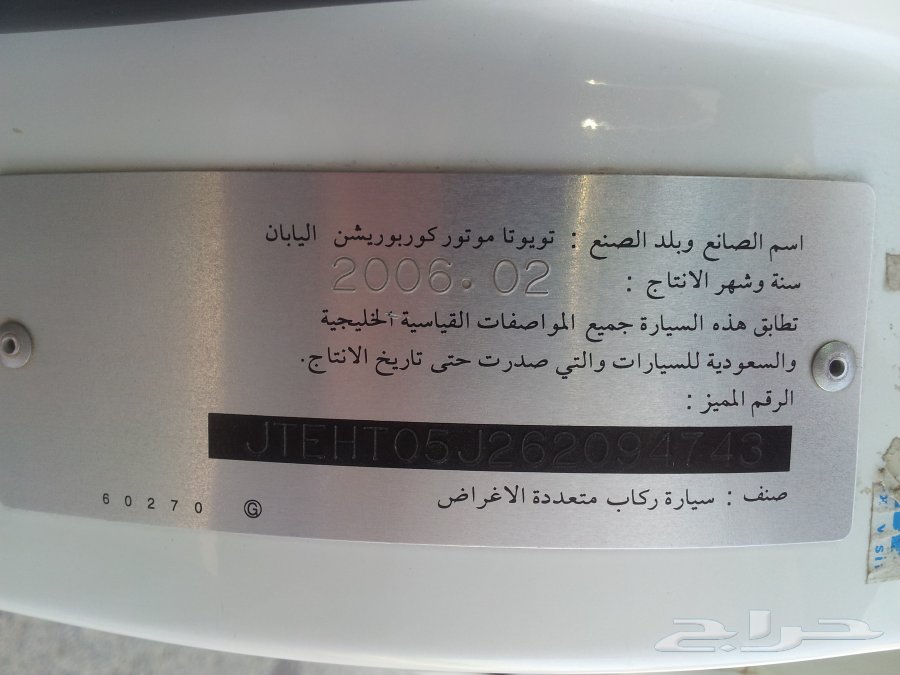 اسم الصانع وبلد الصنع : تويوتا موتور كوربوريشن اليابان
سنة وشهر الانتاج : 2006.02
تطابق هذه السيارة جميع المواصفات القياسية الخليجية
والسعودية للسيارات والتي صدرت حتى تاريخ الانتاج.
الرقم المميز :
JTEHT05J262094743
صنف : سيارة ركاب متعددة الاغراض
60270 G
حراج